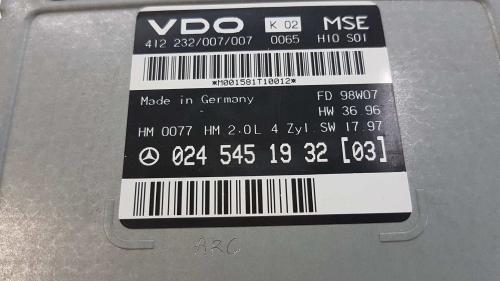 VDO K 02 MSE
412.232/007/007 0065 H10 S01
*M001581T10012*
Made in Germany FD 98W07
- HW 36.96
HM 0077 HM 2.0L 4 Zyl. SW 17.97
024 545 19 32 [03]
ARG